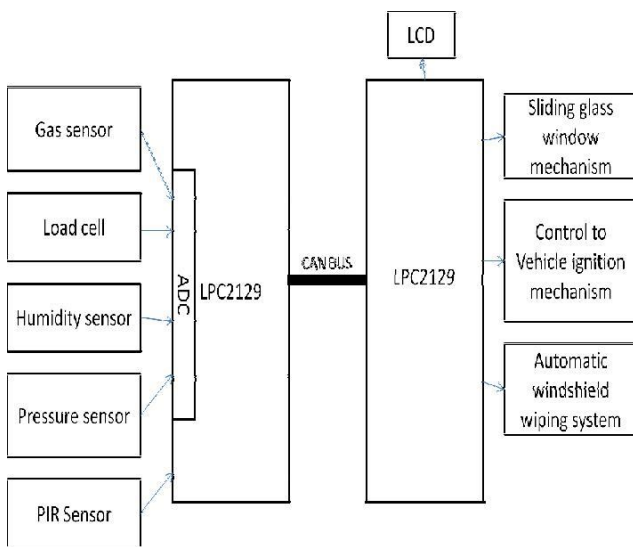 LCD
Gas sensor
Load cell
Humidity sensor
Pressure sensor
PIR Sensor
ADC
LPC2129
CAN BUS
LPC2129
Sliding glass
window
mechanism
Control to
Vehicle ignition
mechanism
Automatic
windshield
wiping system